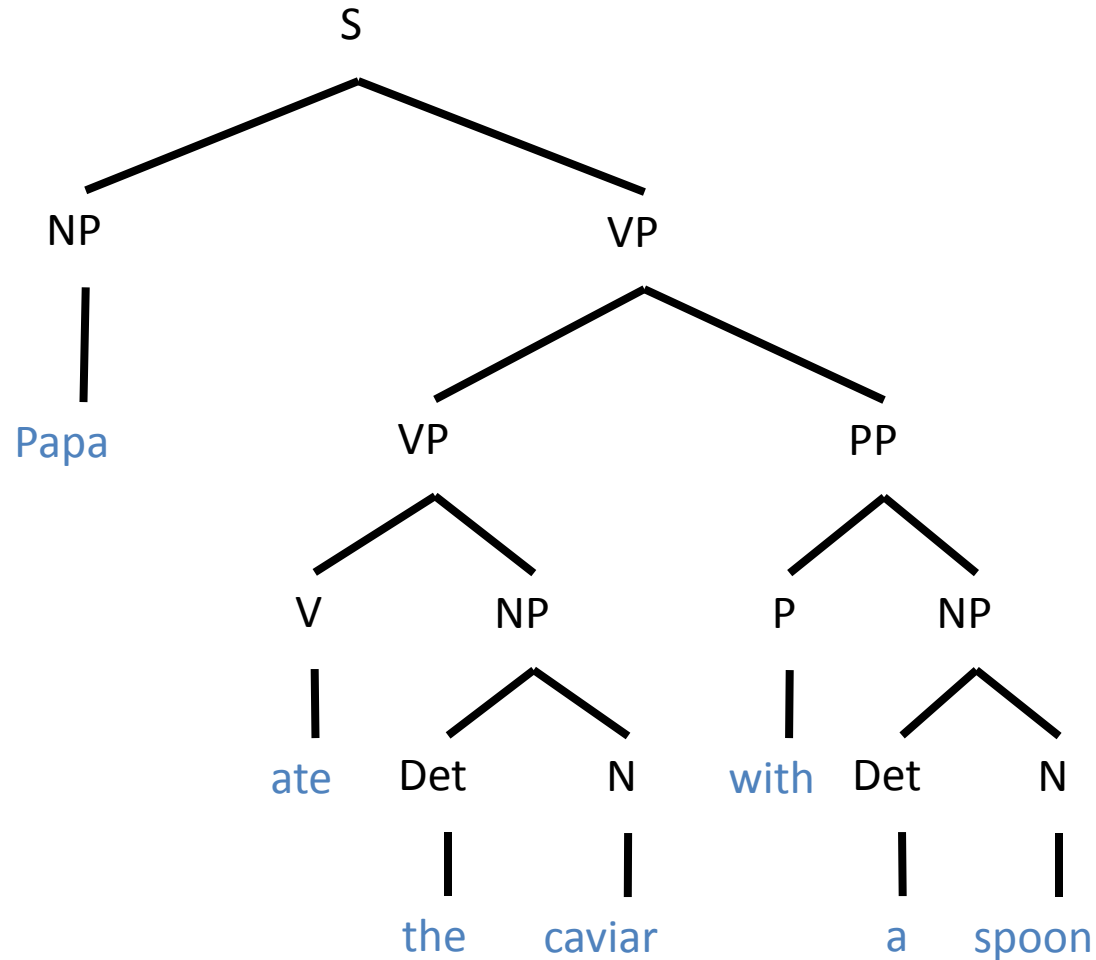 S
NP VP
Papa VP PP
V NP P NP
ate Det N with Det N
the caviar a spoon